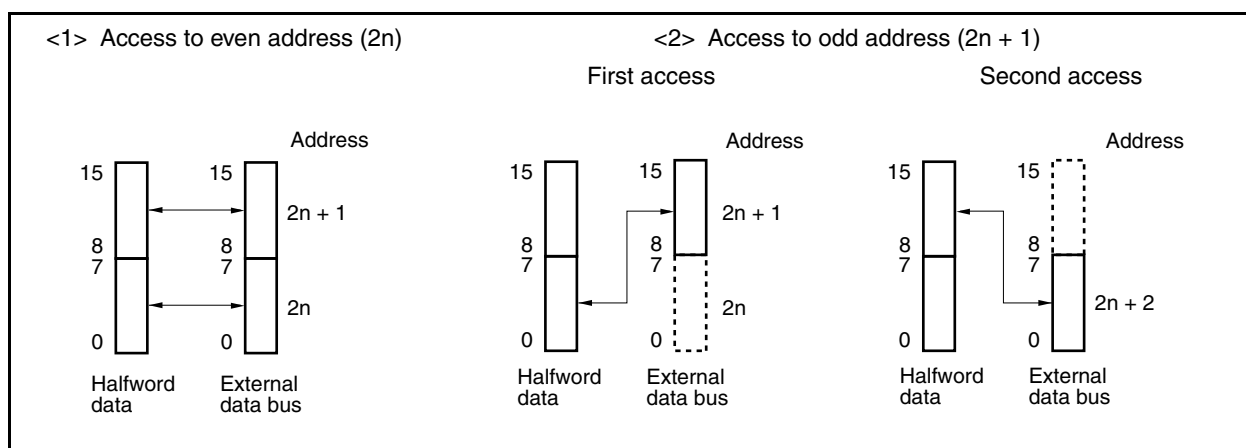 <1> Access to even address (2n)
<2> Access to odd address (2n + 1)
First access
Second access
Address
15
15
2n + 1
8
8
7
7
2n
0
0
Halfword data
External data bus
Address
15
15
2n + 1
8
8
7
7
2n
0
0
Halfword data
External data bus
Address
15
15
8
8
7
7
2n + 2
0
0
Halfword data
External data bus